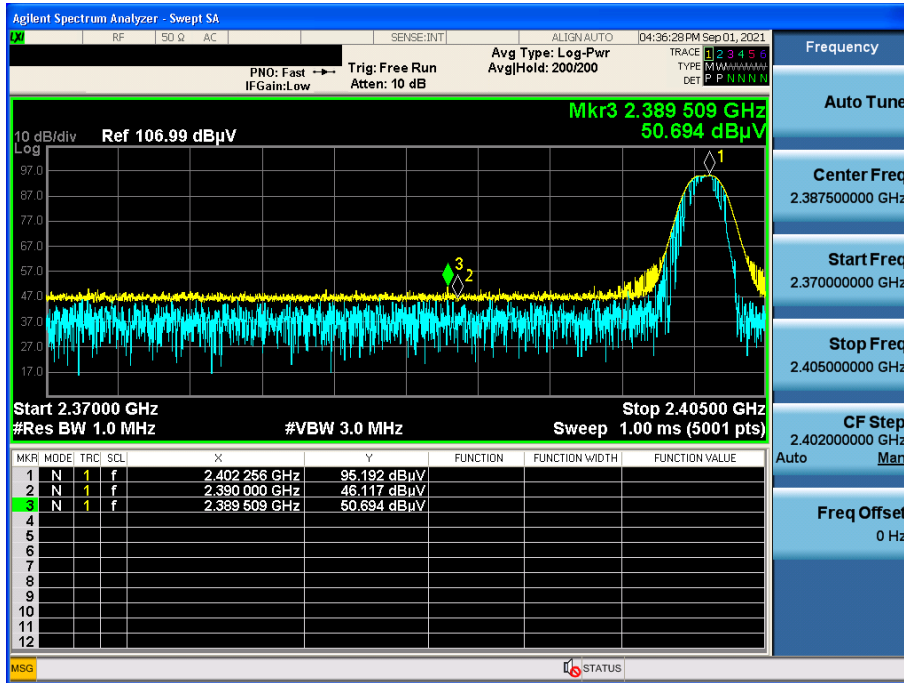 Agilent Spectrum Analyzer - Swept SA
LXI RF 50 Ω AC SENSE:INT ALIGN AUTO 04:36:28 PM Sep 01, 2021
PNO: Fast Trig: Free Run Avg Type: Log-Pwr TRACE 1 2 3 4 5 6
IFGain:Low Atten: 10 dB Avg|Hold: 200/200 TYPE M W W W W W
DET P P N N N N
Frequency
Auto Tune
Center Freq
2.387500000 GHz
Start Freq
2.370000000 GHz
Stop Freq
2.405000000 GHz
CF Step
2.402000000 GHz
Auto Man
Freq Offset
0 Hz
Mkr3 2.389 509 GHz
50.694 dBµV
10 dB/div Ref 106.99 dBµV
Log
97.0
87.0
77.0
67.0
57.0
47.0
37.0
27.0
17.0
1
3
2
Start 2.37000 GHz Stop 2.40500 GHz
#Res BW 1.0 MHz #VBW 3.0 MHz Sweep 1.00 ms (5001 pts)
MKR MODE TRC SCL X Y FUNCTION FUNCTION WIDTH FUNCTION VALUE
1 N 1 f 2.402 256 GHz 95.192 dBµV
2 N 1 f 2.390 000 GHz 46.117 dBµV
3 N 1 f 2.389 509 GHz 50.694 dBµV
4
5
6
7
8
9
10
11
12
MSG STATUS